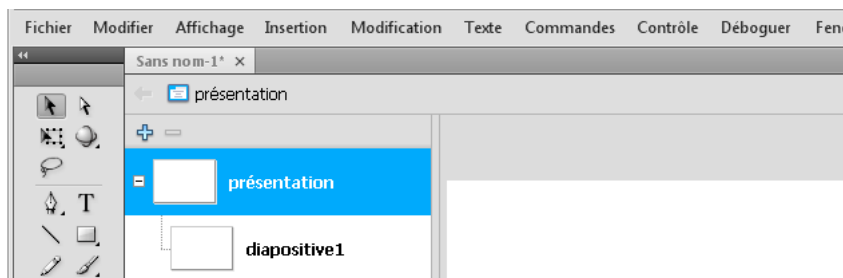 Fichier Modifier Affichage Insertion Modification Texte Commandes Contrôle Déboguer
Sans nom-1* ×
présentation
présentation
diapositive1